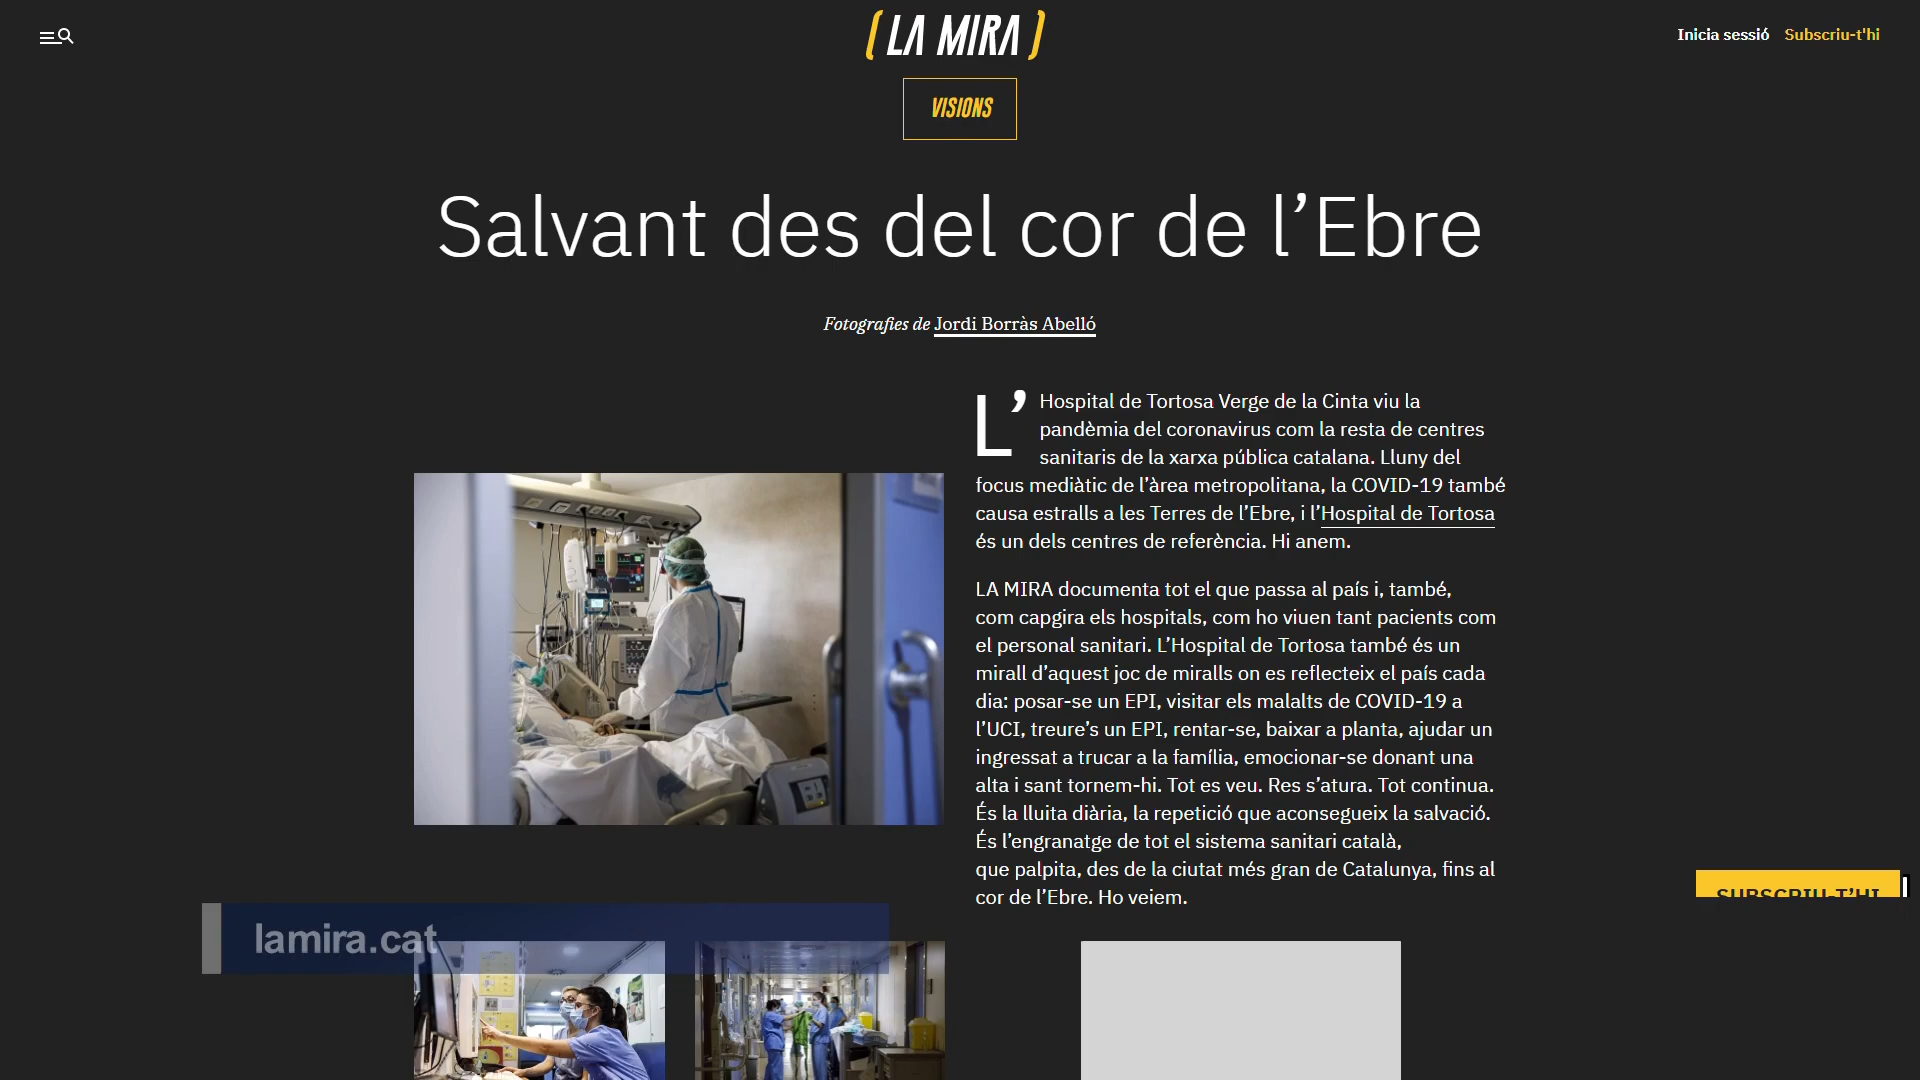 ( LA MIRA )
Inicia sessió Subscriu-t'hi
VISIONS
Salvant des del cor de l’Ebre
Fotografies de Jordi Borràs Abelló
L’Hospital de Tortosa Verge de la Cinta viu la
pandèmia del coronavirus com la resta de centres
sanitaris de la xarxa pública catalana. Lluny del
focus mediàtic de l’àrea metropolitana, la COVID-19 també
causa estralls a les Terres de l’Ebre, i l’Hospital de Tortosa
és un dels centres de referència. Hi anem.
LA MIRA documenta tot el que passa al país i, també,
com capgira els hospitals, com ho viuen tant pacients com
el personal sanitari. L’Hospital de Tortosa també és un
mirall d’aquest joc de miralls on es reflecteix el país cada
dia: posar-se un EPI, visitar els malalts de COVID-19 a
l’UCI, treure’s un EPI, rentar-se, baixar a planta, ajudar un
ingressat a trucar a la família, emocionar-se donant una
alta i sant tornem-hi. Tot es veu. Res s’atura. Tot continua.
És la lluita diària, la repetició que aconsegueix la salvació.
És l’engranatge de tot el sistema sanitari català,
que palpita, des de la ciutat més gran de Catalunya, fins al
cor de l’Ebre. Ho veiem.
SUBSCRIU-T’HI
lamira.cat